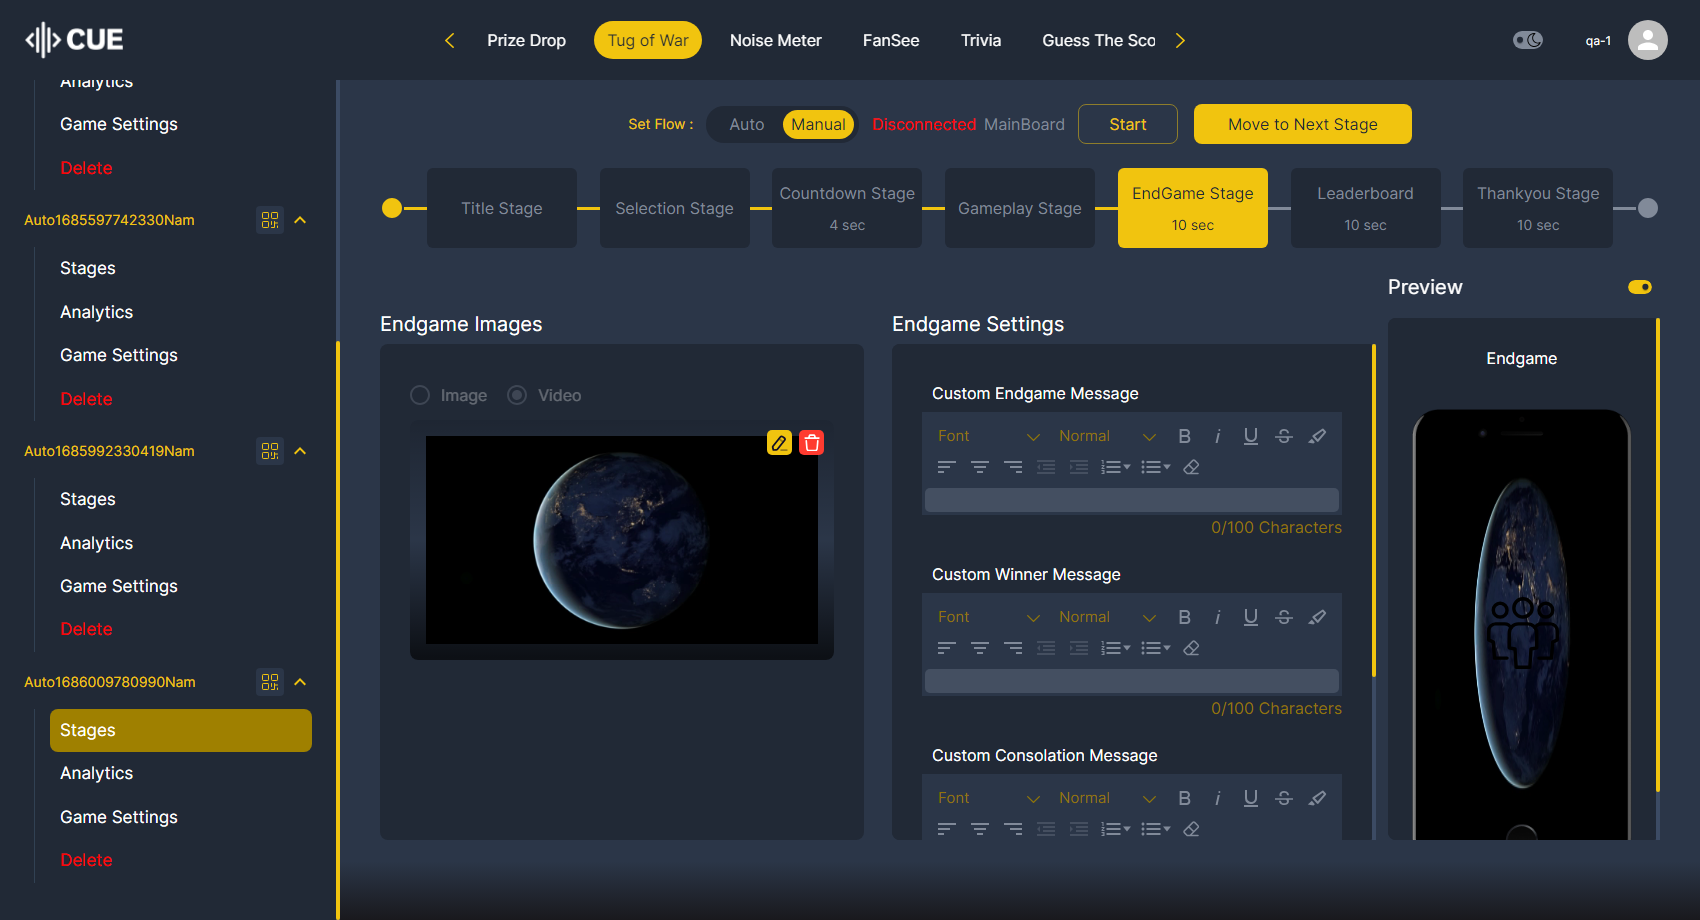 CUE
Prize Drop
Tug of War
Noise Meter
FanSee
Trivia
Guess The Sco
qa-1
Analytics
Game Settings
Delete
Auto1685597742330Nam
Stages
Analytics
Game Settings
Delete
Auto1685992330419Nam
Stages
Analytics
Game Settings
Delete
Auto1686009780990Nam
Stages
Analytics
Game Settings
Delete
Set Flow :
Auto
Manual
Disconnected MainBoard
Start
Move to Next Stage
Title Stage
Selection Stage
Countdown Stage
4 sec
Gameplay Stage
EndGame Stage
10 sec
Leaderboard
10 sec
Thankyou Stage
10 sec
Endgame Images
Image
Video
Endgame Settings
Custom Endgame Message
Font
Normal
B i U S
0/100 Characters
Custom Winner Message
Font
Normal
B i U S
0/100 Characters
Custom Consolation Message
Font
Normal
B i U S
Preview
Endgame